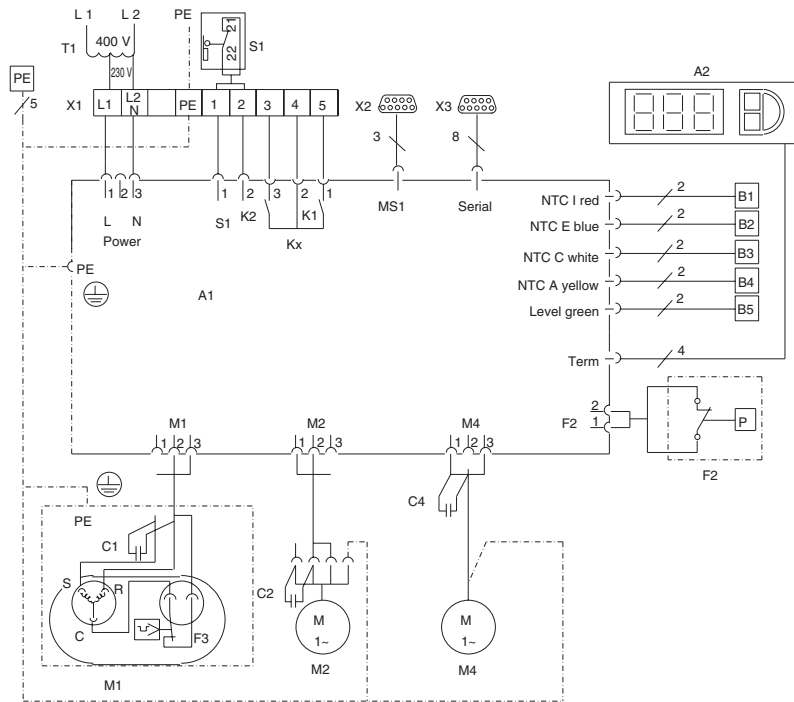 L 1 L 2 PE
T1 400 V 21 22 S1
230 V
PE
5
A2
X1 L1 L2 N PE 1 2 3 4 5 X2 X3
3 8
1 2 3 1 2 3 2 1
L N S1 K2 K1 MS1 Serial
Power Kx
NTC I red 2 B1
NTC E blue 2 B2
NTC C white 2 B3
NTC A yellow 2 B4
Level green 2 B5
PE
A1
Term 4
M1 M2 M4 F2 2 1 P
1 2 3 1 2 3 1 2 3
F2
C4
PE
C1
S R C2
C F3 M 1~ M 1~
M1 M2 M4